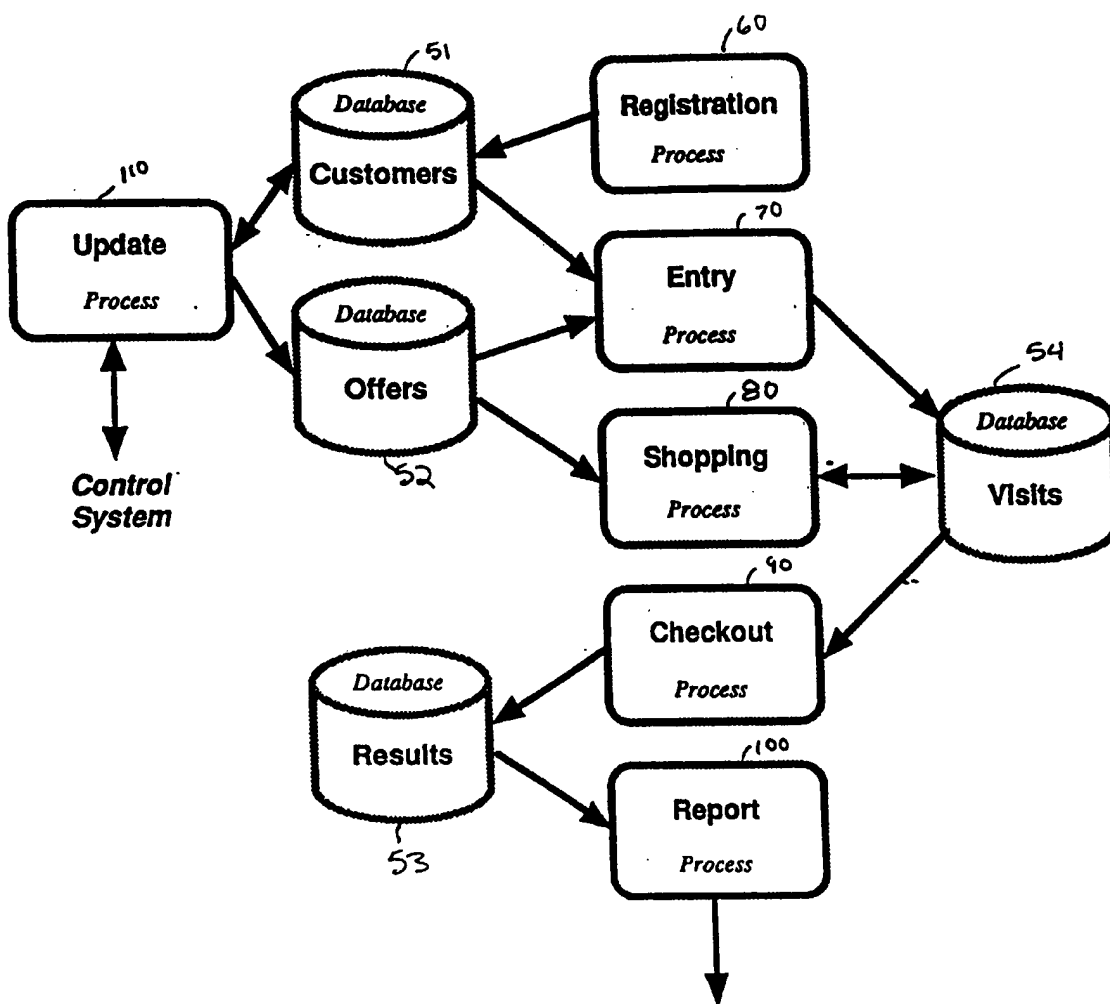 60
51
Database
Customers
Registration
Process
110
Update
Process
70
Entry
Process
Database
Offers
52
80
Shopping
Process
54
Database
Visits
Control
System
90
Checkout
Process
Database
Results
53
100
Report
Process